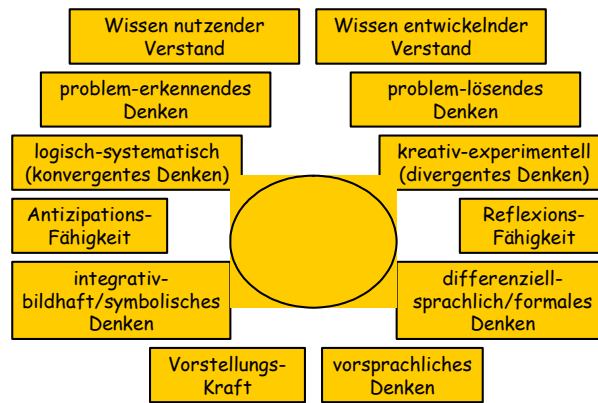 Wissen nutzender
Verstand
Wissen entwickelnder
Verstand
problem-erkennendes
Denken
problem-lösendes
Denken
logisch-systematisch
(konvergentes Denken)
kreativ-experimentell
(divergentes Denken)
Antizipations-
Fähigkeit
Reflexions-
Fähigkeit
integrativ-
bildhaft/symbolisches
Denken
differenziell-
sprachlich/formales
Denken
Vorstellungs-
Kraft
vorsprachliches
Denken